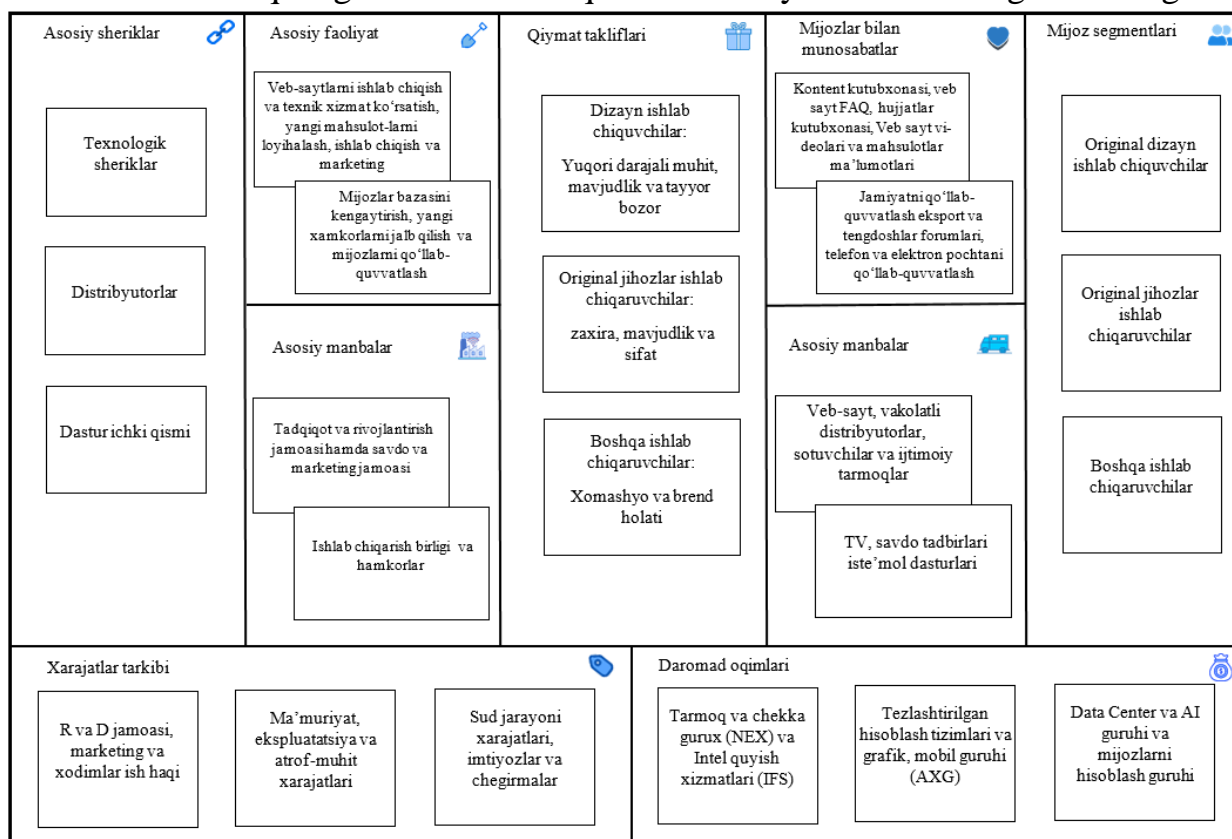 Asosiy sheriklar
Texnologik
sheriklar
Distribyutorlar
Dastur ichki qismi
Asosiy faoliyat
Veb-saytlarni ishlab chiqish
va texnik xizmat ko‘rsatish,
yangi mahsulot-larni
loyihalash, ishlab chiqish va
marketing
Mijozlar bazasini
kengaytirish, yangi
xamkorlarni jalb qilish va
mijozlarni qo‘llab-
quvvatlash
Asosiy manbalar
Tadqiqot va rivojlantirish
jamoasi hamda savdo va
marketing jamoasi
Ishlab chiqarish birligi va
hamkorlar
Qiymat takliflari
Dizayn ishlab
chiquvchilar:
Yuqori darajali muhit,
mavjudlik va tayyor
bozor
Original jihozlar ishlab
chiqaruvchilar:
zaxira, mavjudlik va
sifat
Boshqa ishlab
chiqaruvchilar:
Xomashyo va brend
holati
Mijozlar bilan
munosabatlar
Kontent kutubxonasi, veb
sayt FAQ, hujjatlar
kutubxonasi, Veb sayt vi-
deolari va mahsulotlar
ma’lumotlari
Jamiyatni qo‘llab-
quvvatlash eksport va
tengdoshlar forumlari,
telefon va elektron pochtani
qo‘llab-quvvatlash
Asosiy manbalar
Veb-sayt, vakolatli
distribyutorlar,
sotuvchilar va ijtimoiy
tarmoqlar
TV, savdo tadbirlari
iste’mol dasturlari
Mijoz segmentlari
Original dizayn
ishlab chiquvchilar
Original jihozlar
ishlab
chiqaruvchilar
Boshqa ishlab
chiqaruvchilar
Xarajatlar tarkibi
R va D jamoasi,
marketing va
xodimlar ish haqi
Ma’muriyat,
ekspluatatsiya va
atrof-muhit
xarajatlari
Sud jarayoni
xarajatlari,
imtiyozlar va
chegirmalar
Daromad oqimlari
Tarmoq va chekka
gurux (NEX) va
Intel quyish
xizmatlari (IFS)
Tezlashtirilgan
hisoblash tizimlari va
grafik, mobil guruhi
(AXG)
Data Center va AI
guruhi va
mijozlarni
hisoblash guruhi